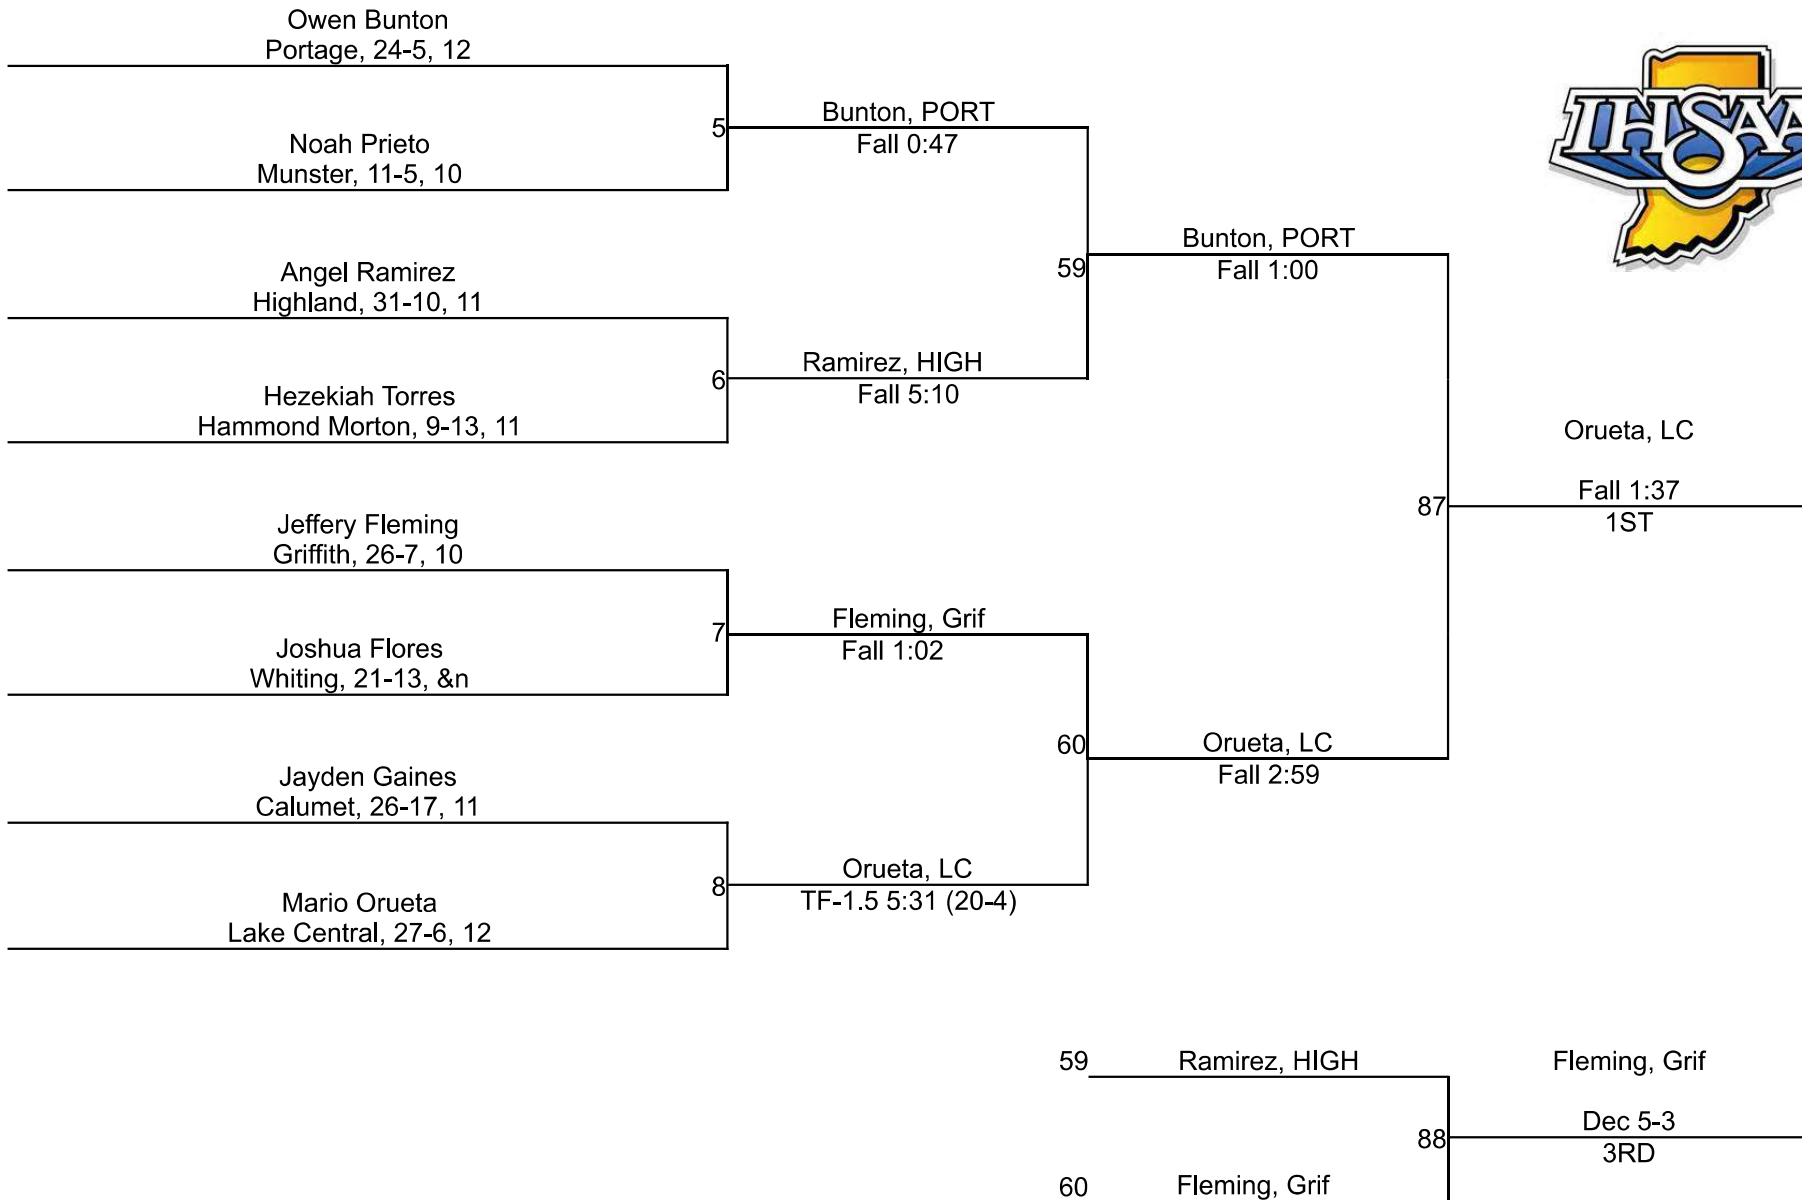 Owen Bunton
Portage, 24-5, 12
5
Bunton, PORT
Fall 0:47
Noah Prieto
Munster, 11-5, 10
IHSAA
59
Bunton, PORT
Fall 1:00
Angel Ramirez
Highland, 31-10, 11
6
Ramirez, HIGH
Fall 5:10
Hezekiah Torres
Hammond Morton, 9-13, 11
87
Orueta, LC
Fall 1:37
1ST
Jeffery Fleming
Griffith, 26-7, 10
7
Fleming, Grif
Fall 1:02
Joshua Flores
Whiting, 21-13, &n
60
Orueta, LC
Fall 2:59
Jayden Gaines
Calumet, 26-17, 11
8
Orueta, LC
TF-1.5 5:31 (20-4)
Mario Orueta
Lake Central, 27-6, 12
59
Ramirez, HIGH
88
Fleming, Grif
Dec 5-3
3RD
60
Fleming, Grif